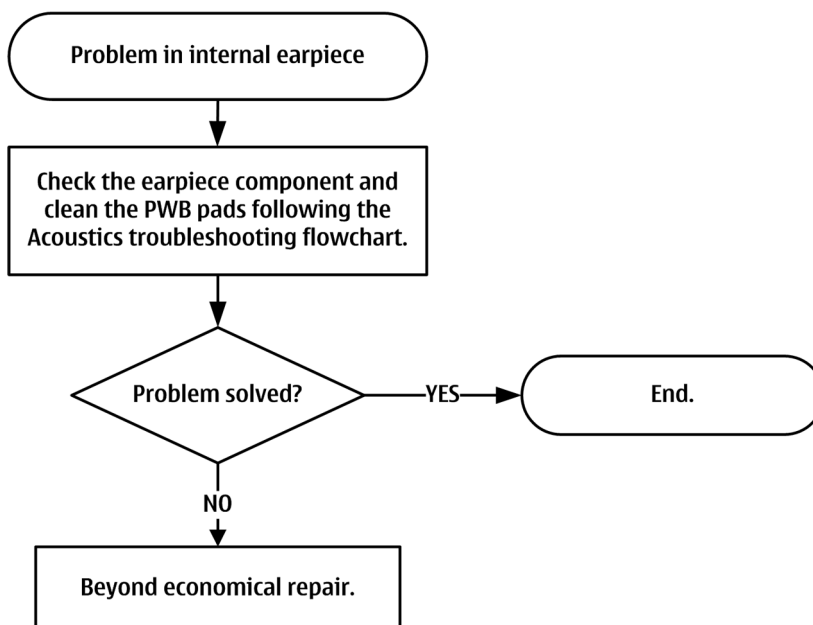 Problem in internal earpiece
Check the earpiece component and
clean the PWB pads following the
Acoustics troubleshooting flowchart.
Problem solved?
YES
End.
NO
Beyond economical repair.